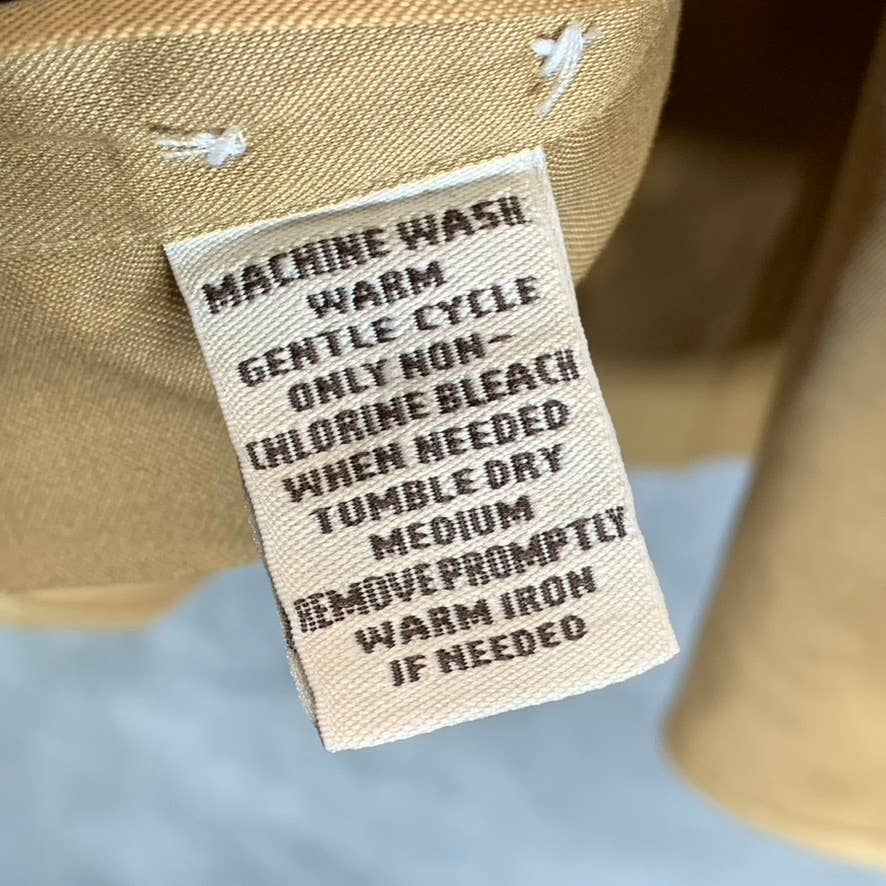 MACHINE WASH
WARM
GENTLE CYCLE
ONLY NON-
CHLORINE BLEACH
WHEN NEEDED
TUMBLE DRY
MEDIUM
REMOVE PROMPTLY
WARM IRON
IF NEEDED